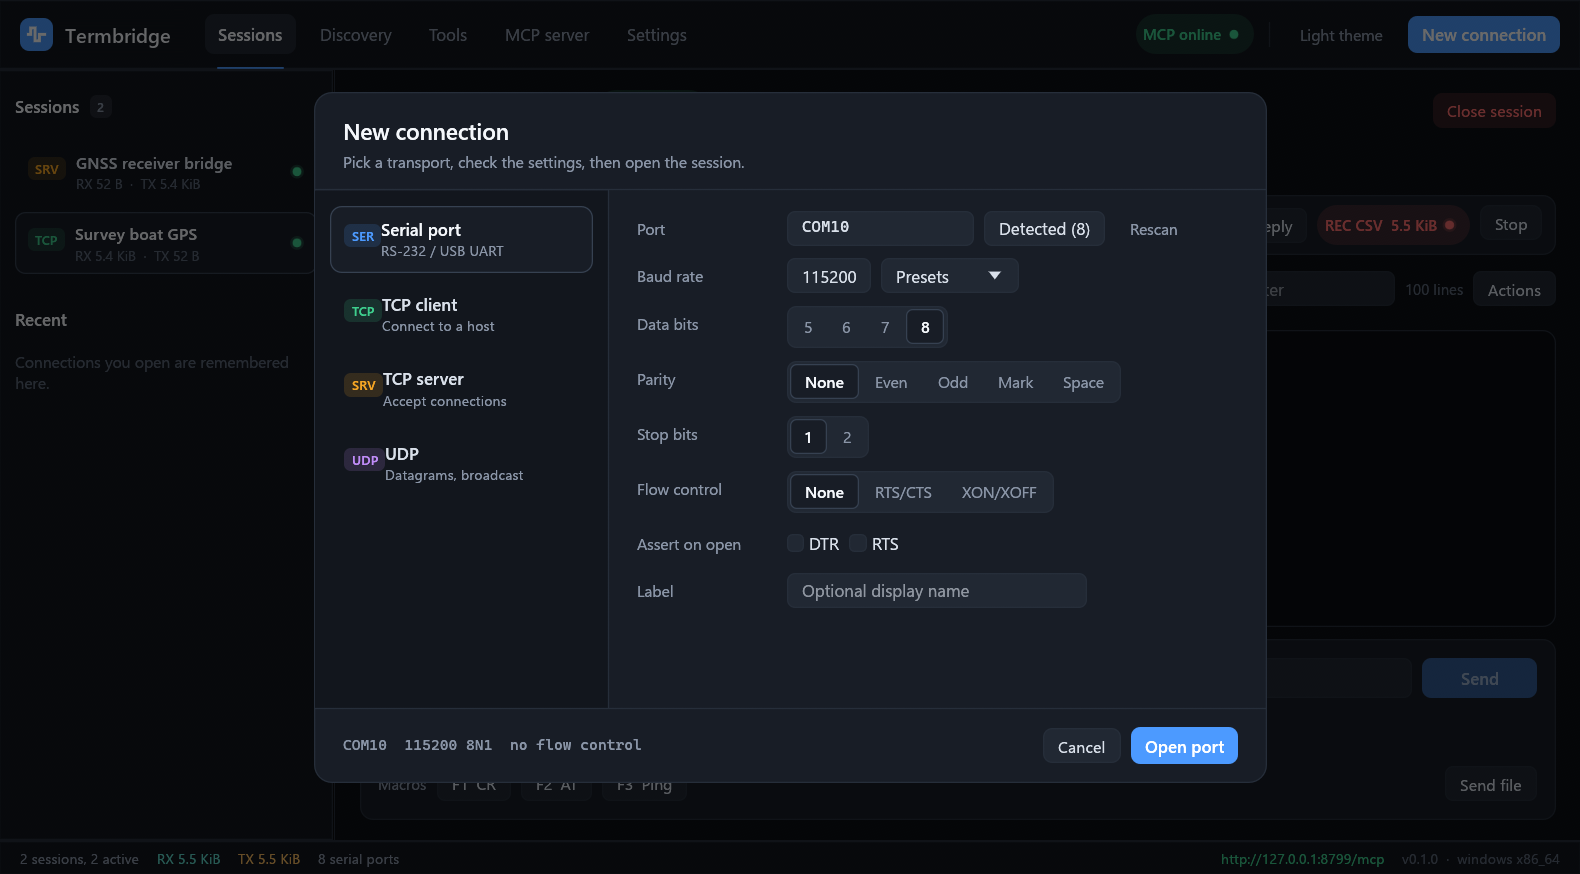 Termbridge
Sessions
Discovery
Tools
MCP server
Settings
MCP online
Light theme
New connection
Sessions 2
SRV GNSS receiver bridge
RX 52 B · TX 5.4 KiB
TCP Survey boat GPS
RX 5.4 KiB · TX 52 B
Recent
Connections you open are remembered
here.
Close session
REC CSV 5.5 KiB
Stop
100 lines
Actions
New connection
Pick a transport, check the settings, then open the session.
SER Serial port
RS-232 / USB UART
TCP TCP client
Connect to a host
SRV TCP server
Accept connections
UDP UDP
Datagrams, broadcast
Port COM10 Detected (8) Rescan
Baud rate 115200 Presets
Data bits 5 6 7 8
Parity None Even Odd Mark Space
Stop bits 1 2
Flow control None RTS/CTS XON/XOFF
Assert on open DTR RTS
Label Optional display name
COM10 115200 8N1 no flow control
Cancel
Open port
Send
Macros F1 CR F2 AT F3 Ping
Send file
2 sessions, 2 active RX 5.5 KiB TX 5.5 KiB 8 serial ports
http://127.0.0.1:8799/mcp v0.1.0 · windows x86_64